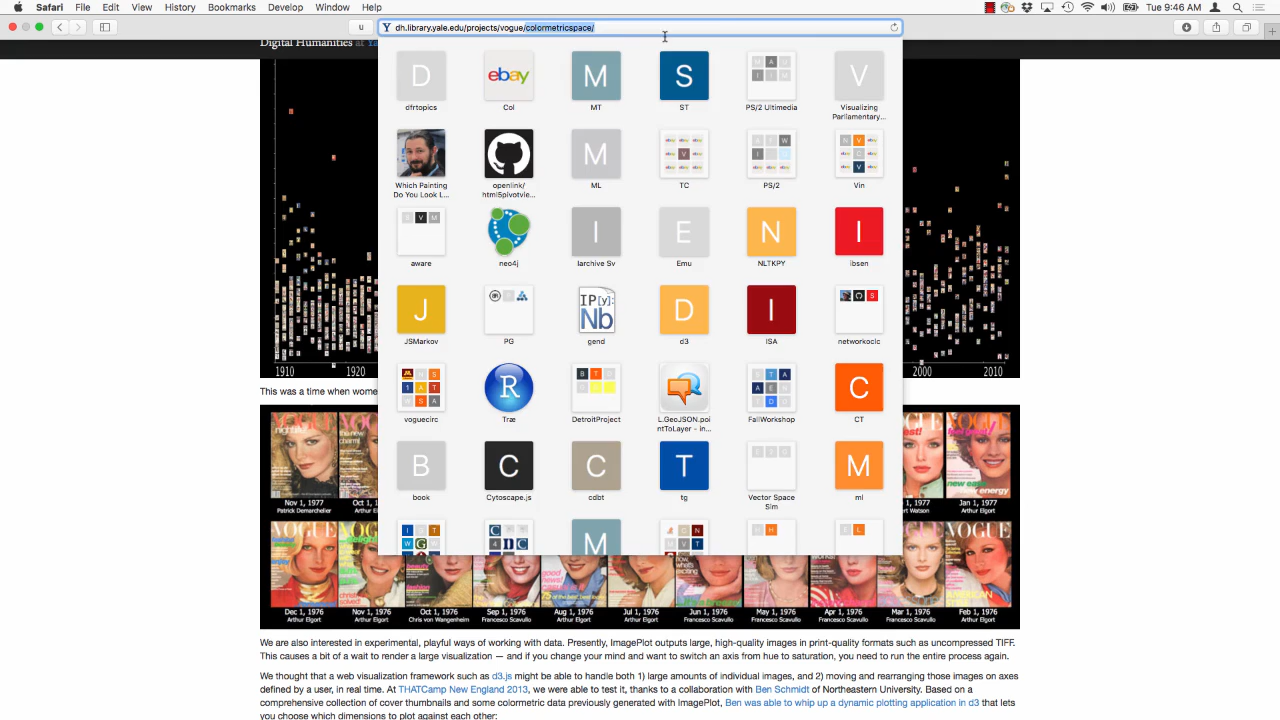 Safari File Edit View History Bookmarks Develop Window Help Tue 9:46 AM
u
Y dh.library.yale.edu/projects/vogue/colormetricspace/
Digital Humanities at
D ebay M S V
dfrtopics Col MT ST PS/2 Ultimedia Visualizing
Parliamentary...
M
Which Painting
Do You Look L...
openlink/
html5pivotvie...
ML TC PS/2 Vin
I E N I
aware neo4j Iarchive Sv Emu NLTKPY ibsen
J IP[y]:
Nb D I
JSMarkov PG gend d3 ISA networkoclc
R C
voguecirc Træ DetroitProject L.GeoJSON.poi
ntToLayer - in...
FallWorkshop CT
B C C T M
book Cytoscape.js cdbt tg Vector Space
Sim
ml
M
1910 1920 2000 2010
This was a time when wome
VOGUE
Nov 1, 1977
Patrick Demarchelier
Oct 1
Arthur Elg
rt Watson
Jan 1, 1977
Arthur Elgort
Dec 1, 1976
Arthur Elgort
Nov 1, 1976
Arthur Elgort
Oct 1, 1976
Chris von Wangenheim
Sep 1, 1976
Francesco Scavullo
Aug 1, 1976
Arthur Elgort
Jul 1, 1976
Arthur Elgort
Jun 1, 1976
Francesco Scavullo
May 1, 1976
Francesco Scavullo
Apr 1, 1976
Francesco Scavullo
Mar 1, 1976
Francesco Scavullo
Feb 1, 1976
Arthur Elgort
We are also interested in experimental, playful ways of working with data. Presently, ImagePlot outputs large, high-quality images in print-quality formats such as uncompressed TIFF.
This causes a bit of a wait to render a large visualization — and if you change your mind and want to switch an axis from hue to saturation, you need to run the entire process again.
We thought that a web visualization framework such as d3.js might be able to handle both 1) large amounts of individual images, and 2) moving and rearranging those images on axes
defined by a user, in real time. At THATCamp New England 2013, we were able to test it, thanks to a collaboration with Ben Schmidt of Northeastern University. Based on a
comprehensive collection of cover thumbnails and some colormetric data previously generated with ImagePlot, Ben was able to whip up a dynamic plotting application in d3 that lets
you choose which dimensions to plot against each other: